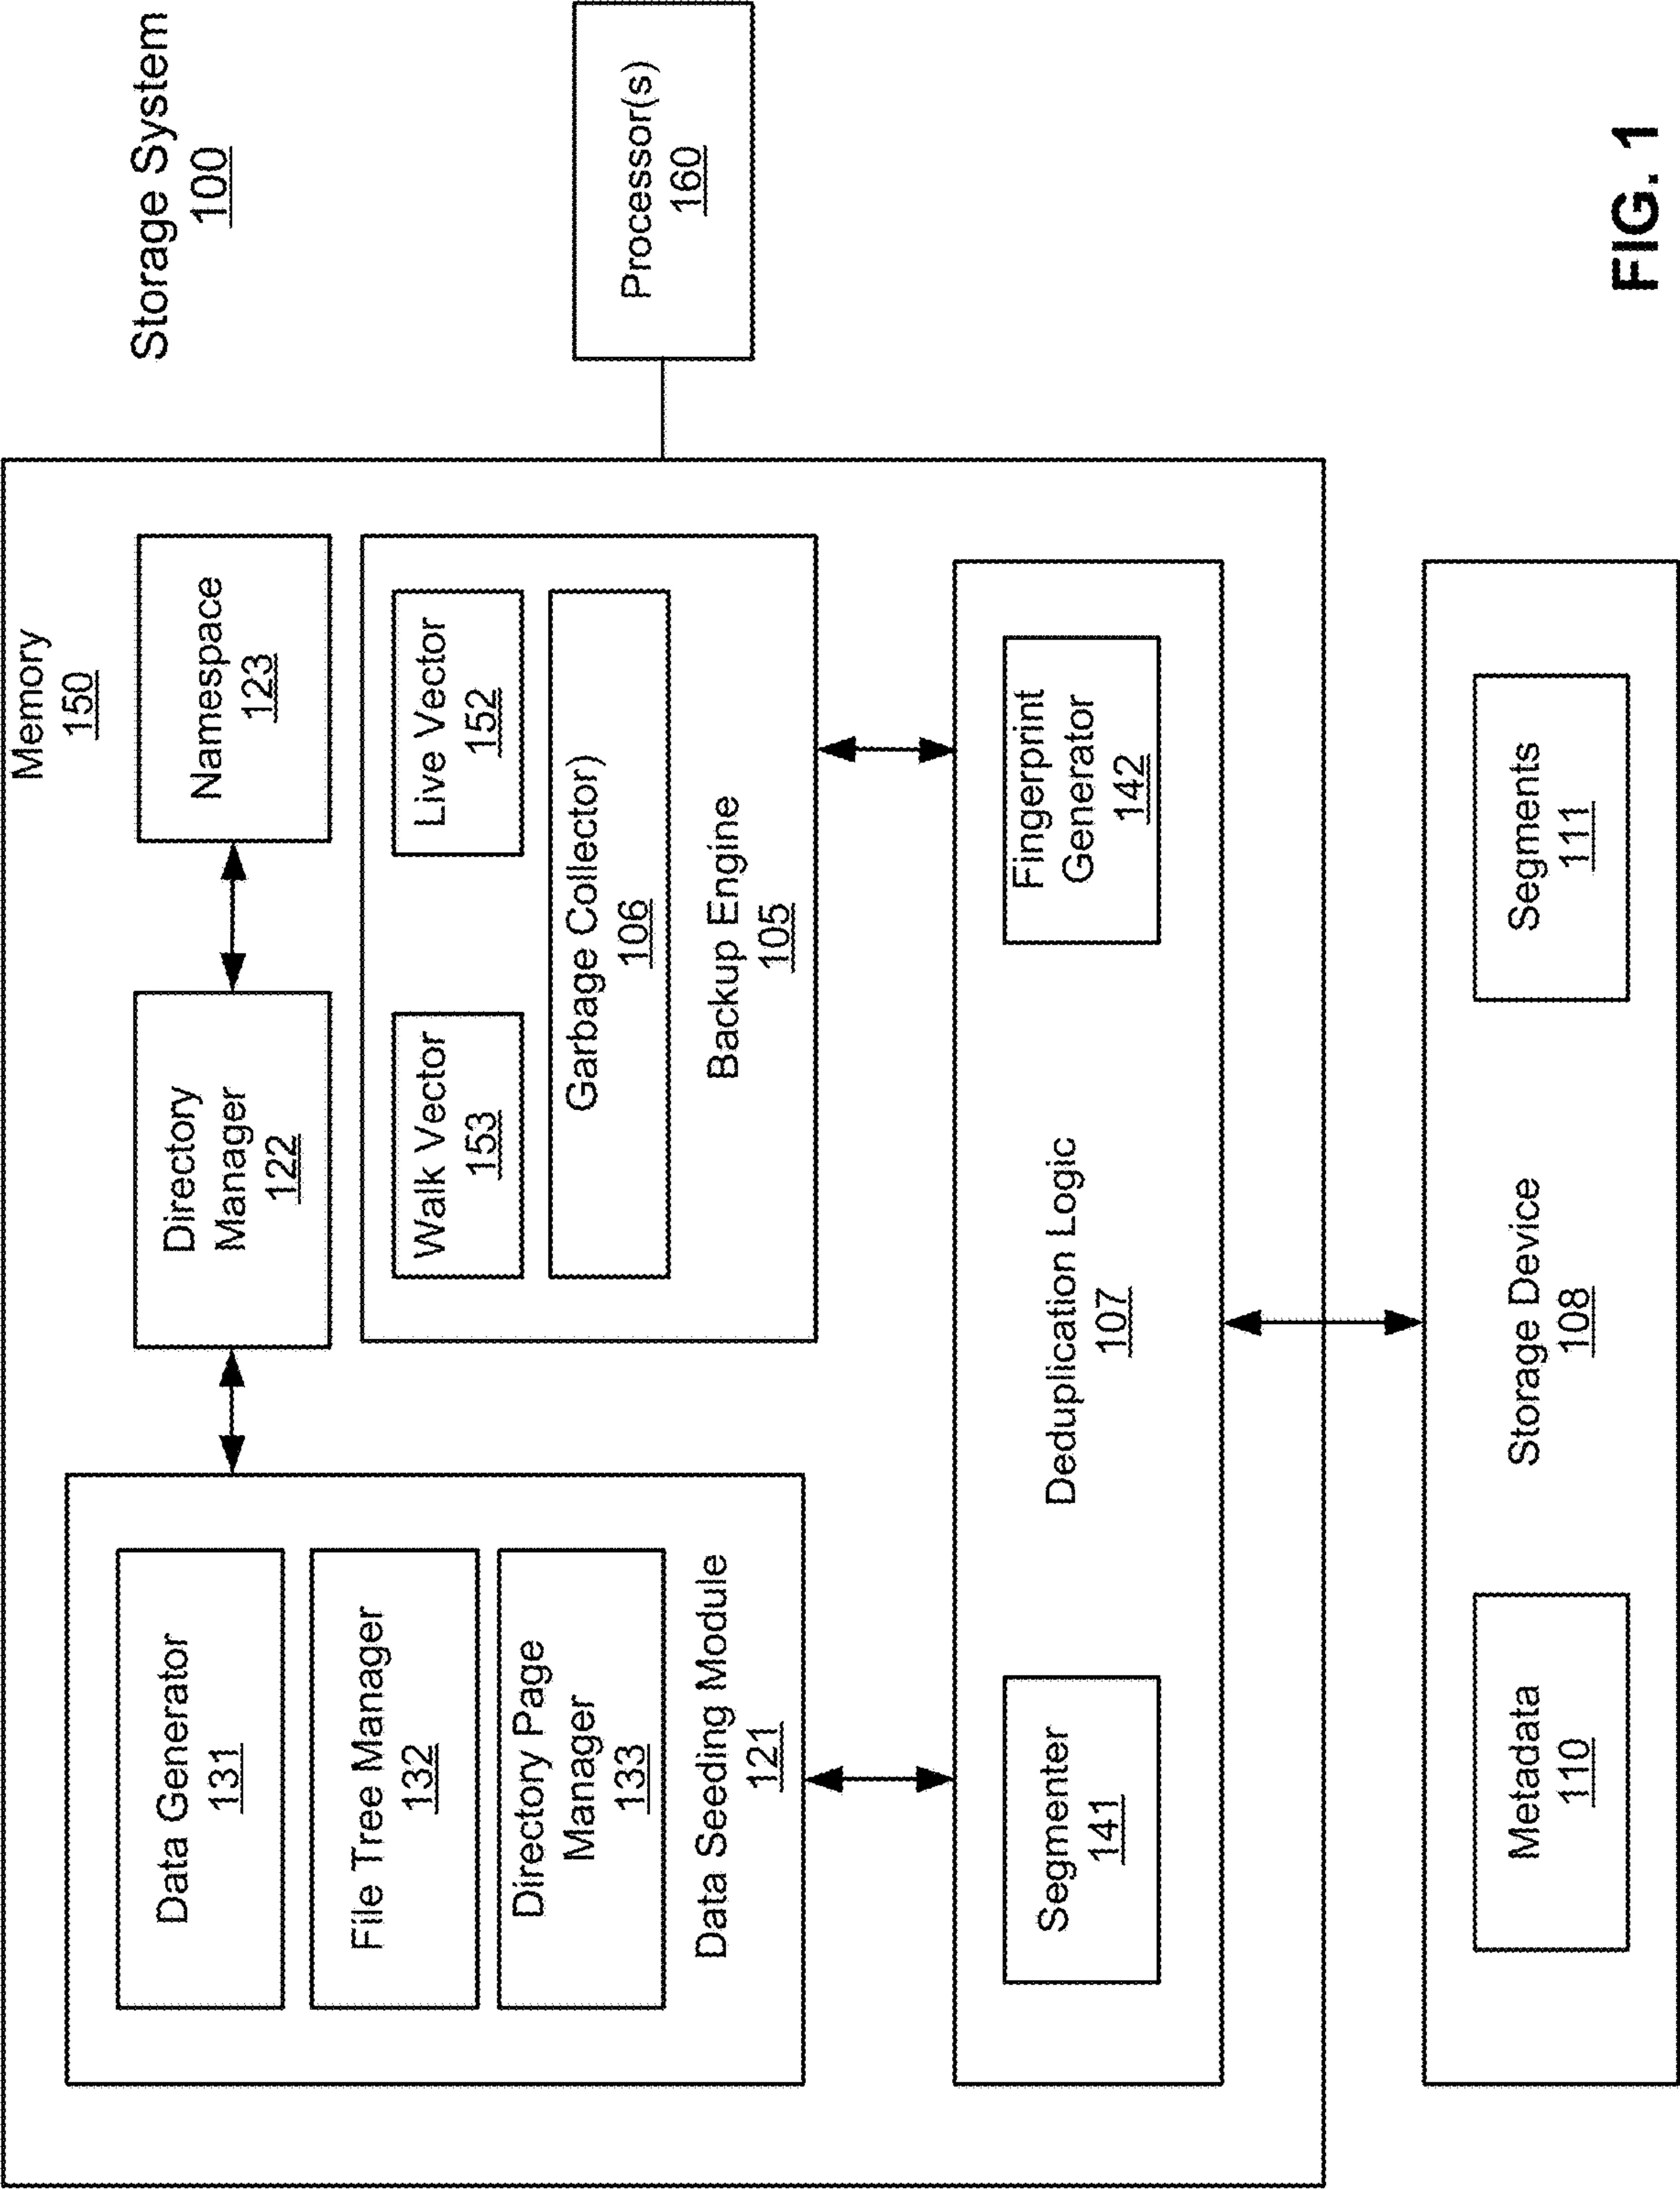 Storage System
100
Memory
150
Processor(s)
160
Data Generator
131
File Tree Manager
132
Directory Page
Manager
133
Data Seeding Module
121
Directory
Manager
122
Namespace
123
Walk Vector
153
Live Vector
152
Garbage Collector)
106
Backup Engine
105
Segmenter
141
Deduplication Logic
107
Fingerprint
Generator
142
Metadata
110
Storage Device
108
Segments
111
FIG. 1